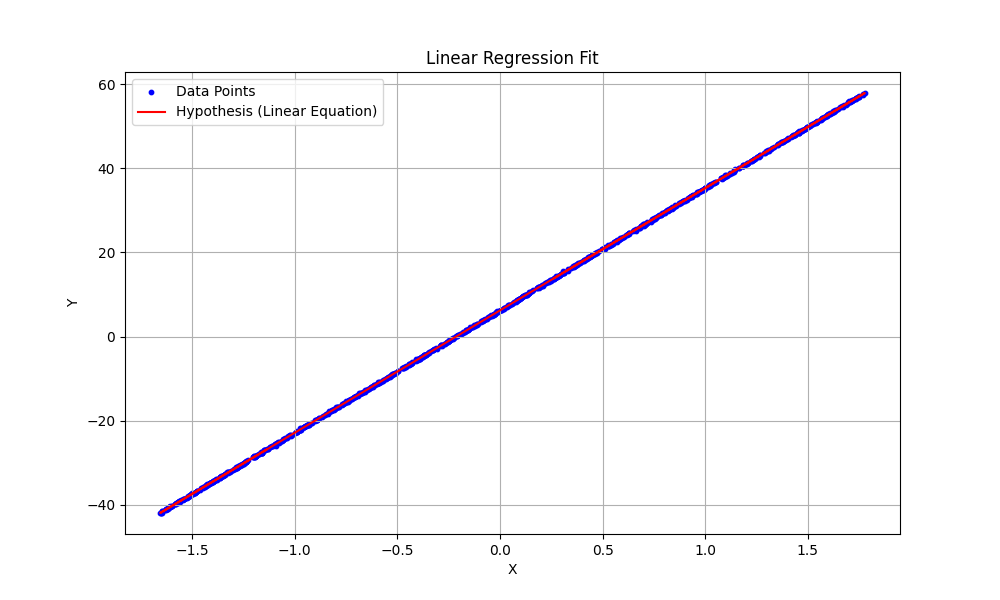 Linear Regression Fit
Data Points
Hypothesis (Linear Equation)
60
40
20
0
−20
−40
Y
−1.5 −1.0 −0.5 0.0 0.5 1.0 1.5
X